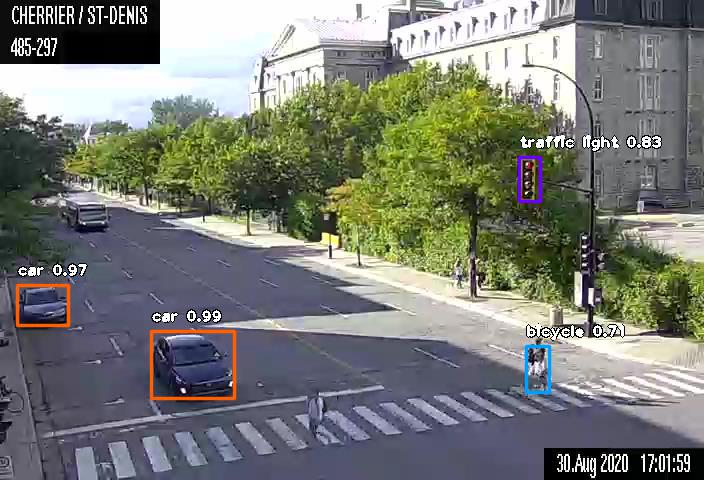 CHERRIER / ST-DENIS
485-297
traffic light 0.83
car 0.97
car 0.99
bicycle 0.71
30.Aug 2020 17:01:59